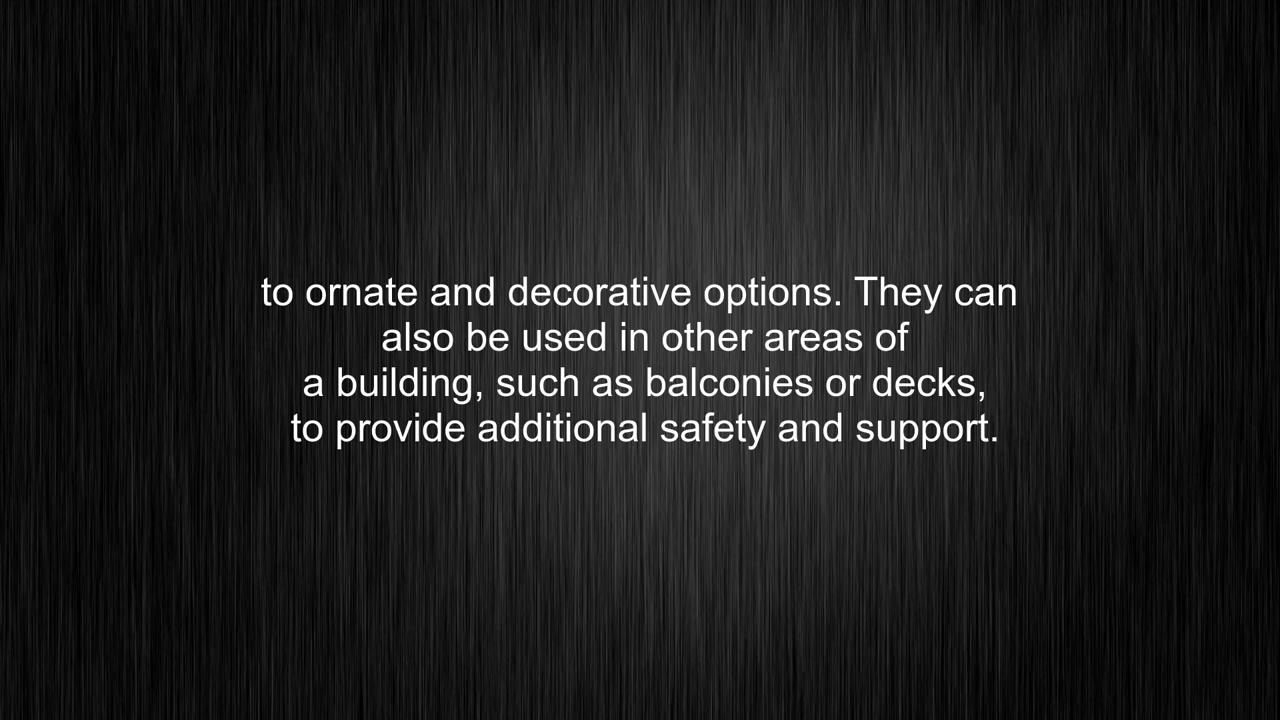 to ornate and decorative options. They can
also be used in other areas of
a building, such as balconies or decks,
to provide additional safety and support.